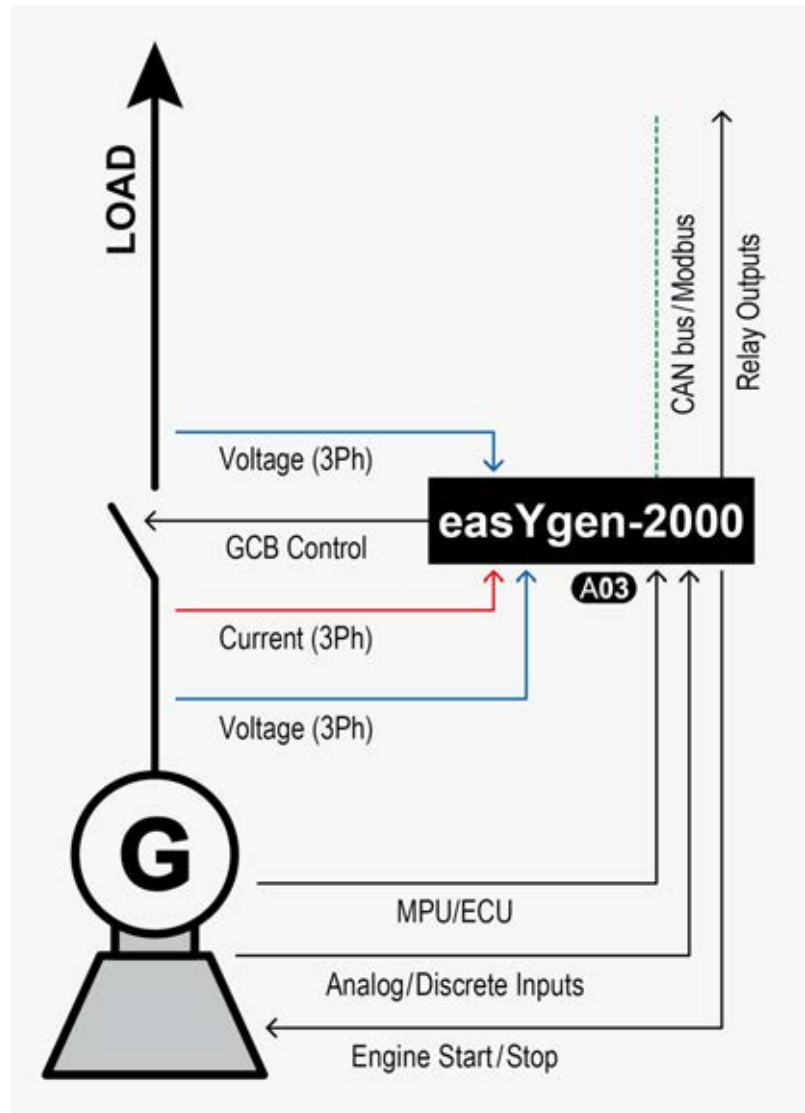 LOAD
CAN bus/Modbus
Relay Outputs
Voltage (3Ph)
easYgen-2000
GCB Control
A03
Current (3Ph)
Voltage (3Ph)
G
MPU/ECU
Analog/Discrete Inputs
Engine Start/Stop